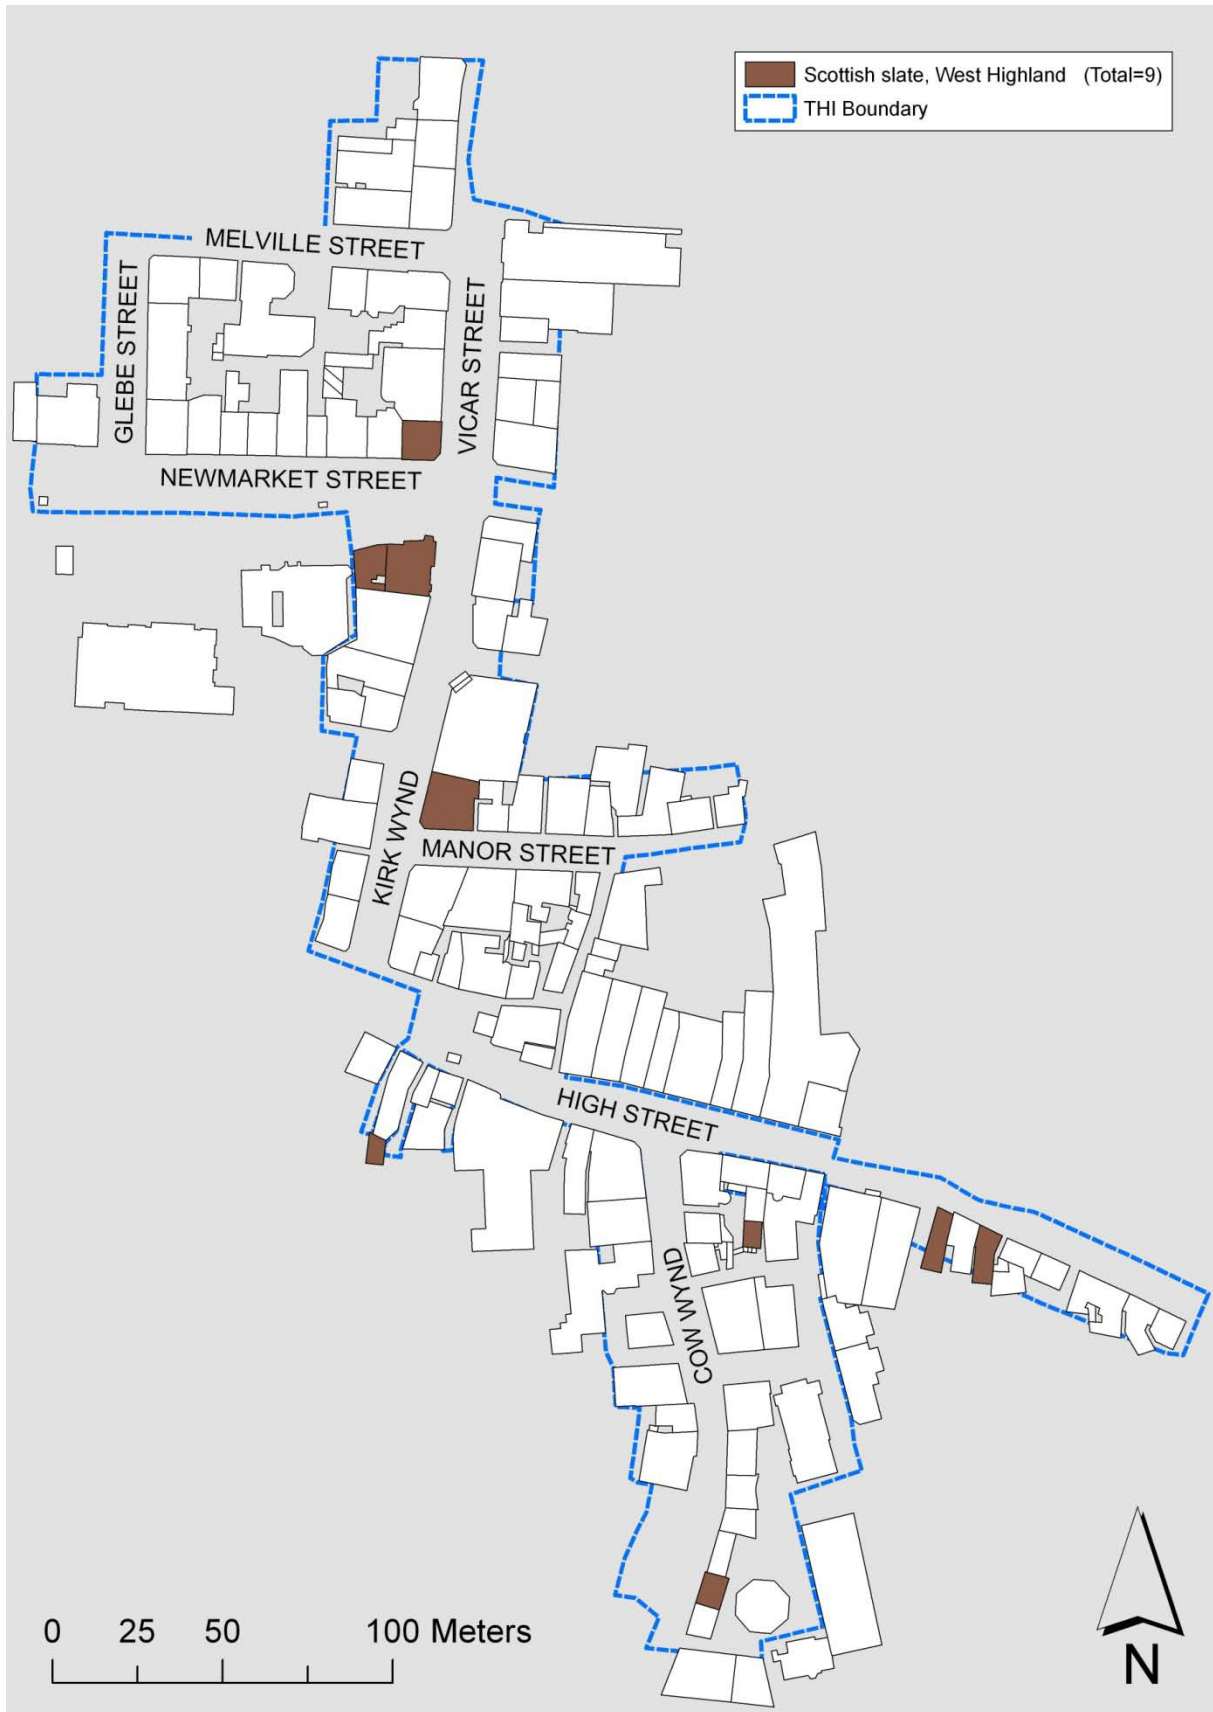 Scottish slate, West Highland (Total=9)
THI Boundary
MELVILLE STREET
GLEBE STREET
VICAR STREET
NEWMARKET STREET
KIRK WYND
MANOR STREET
HIGH STREET
COW WYND
0 25 50 100 Meters
N